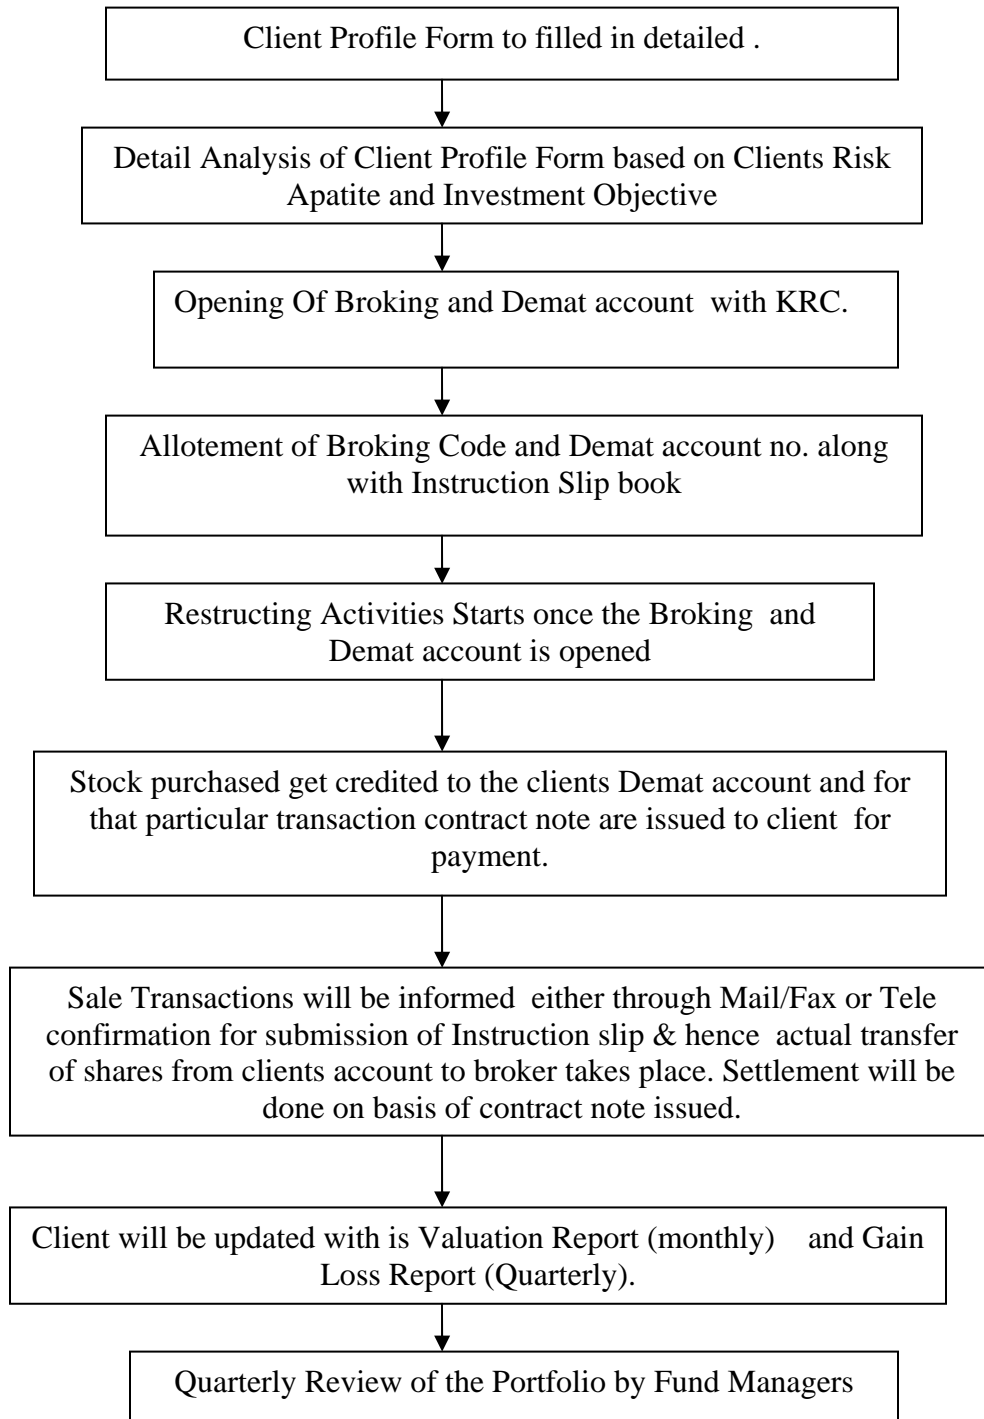 Client Profile Form to filled in detailed .
Detail Analysis of Client Profile Form based on Clients Risk
Apatite and Investment Objective
Opening Of Broking and Demat account with KRC.
Allotement of Broking Code and Demat account no. along
with Instruction Slip book
Restructing Activities Starts once the Broking and
Demat account is opened
Stock purchased get credited to the clients Demat account and for
that particular transaction contract note are issued to client for
payment.
Sale Transactions will be informed either through Mail/Fax or Tele
confirmation for submission of Instruction slip & hence actual transfer
of shares from clients account to broker takes place. Settlement will be
done on basis of contract note issued.
Client will be updated with is Valuation Report (monthly) and Gain
Loss Report (Quarterly).
Quarterly Review of the Portfolio by Fund Managers